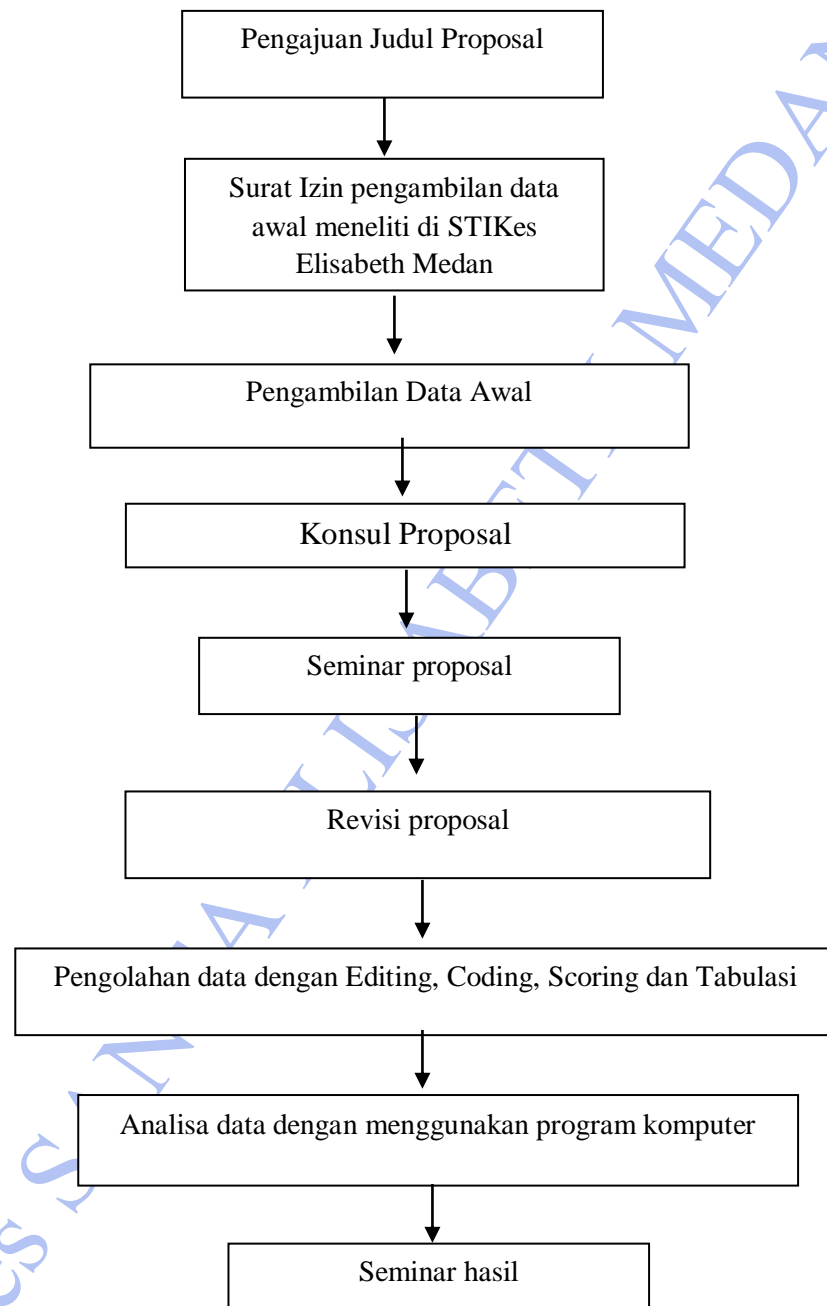 Pengajuan Judul Proposal
Surat Izin pengambilan data
awal meneliti di STIKes
Elisabeth Medan
Pengambilan Data Awal
Konsul Proposal
Seminar proposal
Revisi proposal
Pengolahan data dengan Editing, Coding, Scoring dan Tabulasi
Analisa data dengan menggunakan program komputer
Seminar hasil